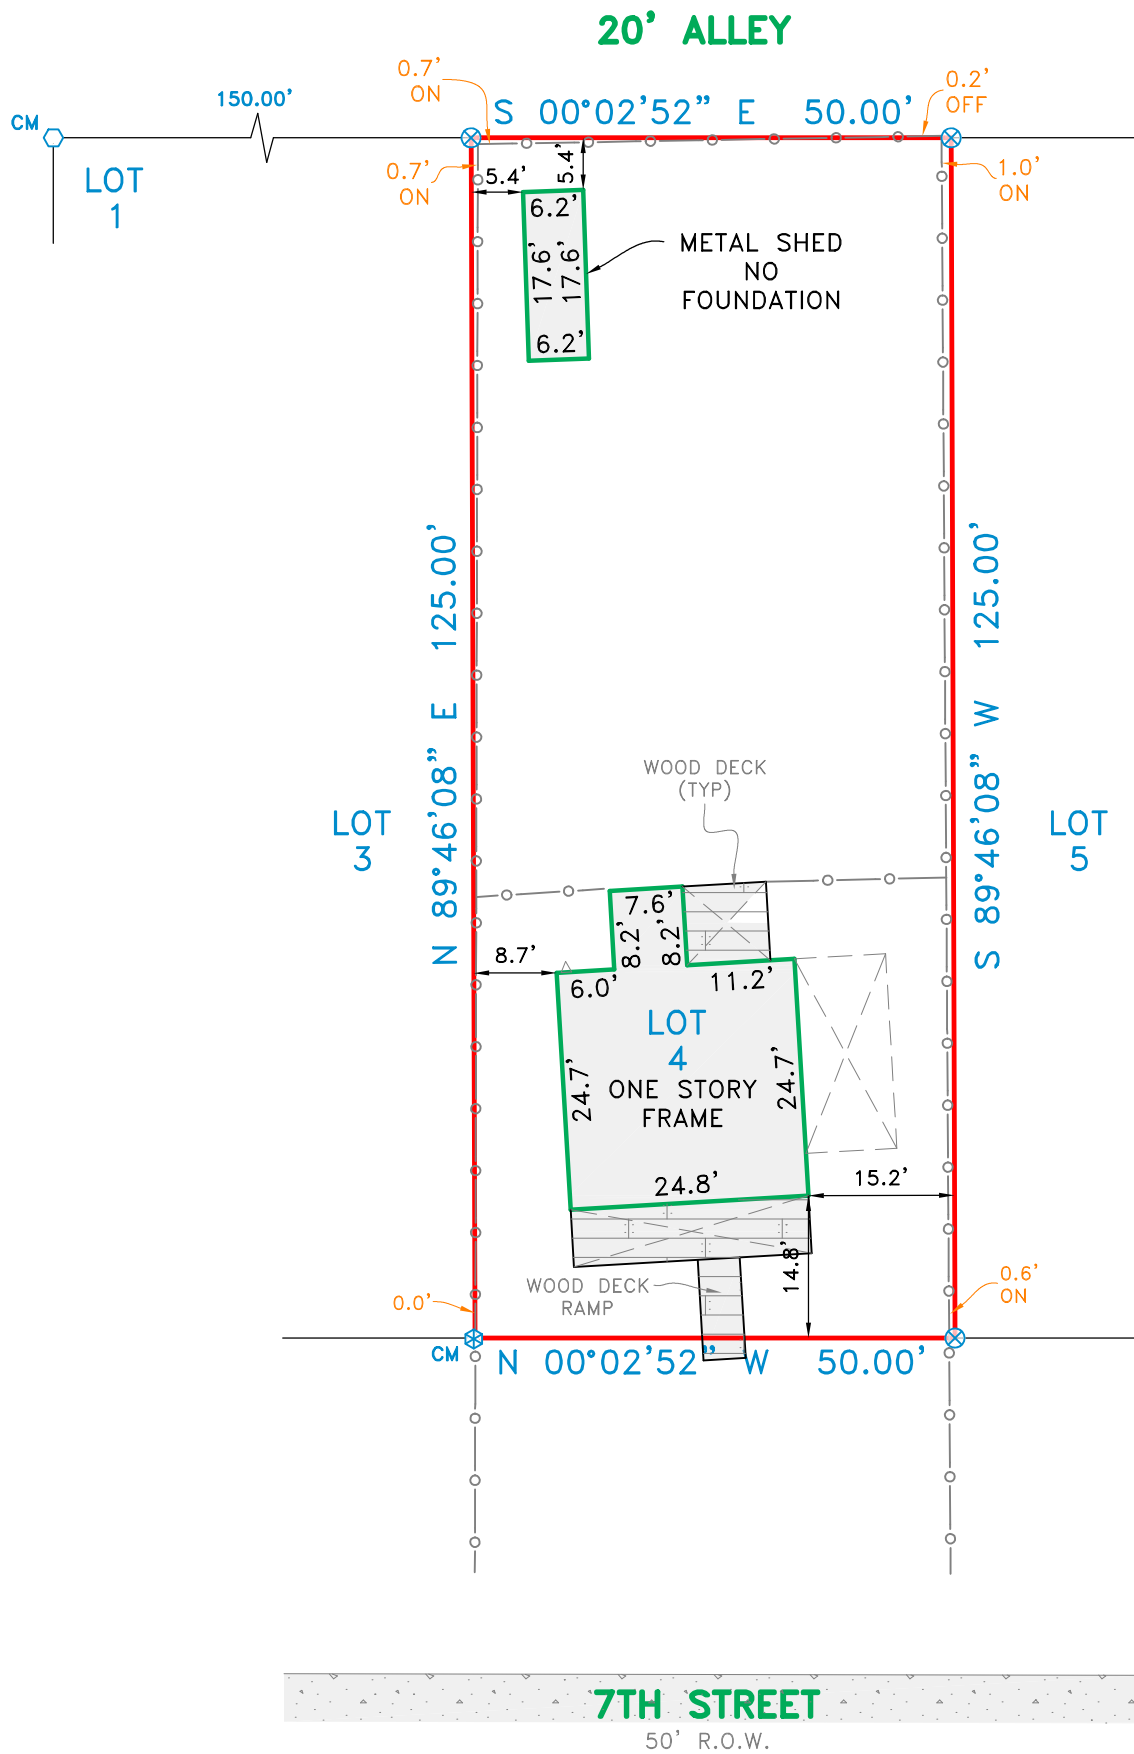 20' ALLEY
0.7'
ON
S 00°02'52" E 50.00'
0.2'
OFF
150.00'
CM
LOT
1
0.7'
ON
5.4'
5.4'
1.0'
ON
6.2'
17.6'
17.6'
6.2'
METAL SHED
NO
FOUNDATION
N 89°46'08" E 125.00'
S 89°46'08" W 125.00'
WOOD DECK
(TYP)
LOT
3
LOT
5
7.6'
8.2'
8.2'
8.7'
6.0'
11.2'
LOT
4
ONE STORY
FRAME
24.7'
24.7'
24.8'
15.2'
14.8'
WOOD DECK
RAMP
0.0'
0.6'
ON
CM
N 00°02'52" W 50.00'
7TH STREET
50' R.O.W.